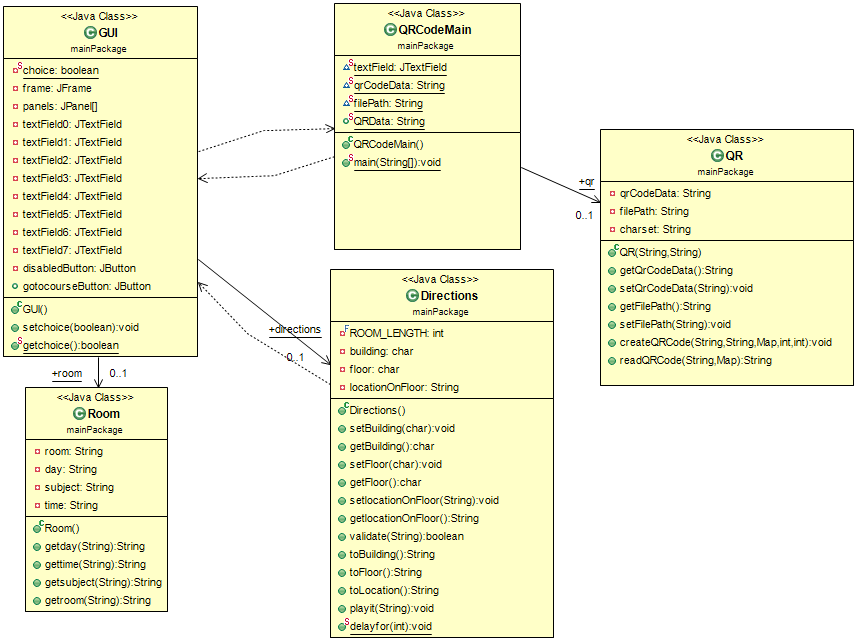 <<Java Class>>
GUI
mainPackage
choice: boolean
frame: JFrame
panels: JPanel[]
textField0: JTextField
textField1: JTextField
textField2: JTextField
textField3: JTextField
textField4: JTextField
textField5: JTextField
textField6: JTextField
textField7: JTextField
disabledButton: JButton
gotocourseButton: JButton
GUI()
setchoice(boolean):void
getchoice():boolean
<<Java Class>>
QRCodeMain
mainPackage
textField: JTextField
qrCodeData: String
filePath: String
QRData: String
QRCodeMain()
main(String[]):void
+qr
0..1
<<Java Class>>
QR
mainPackage
qrCodeData: String
filePath: String
charset: String
QR(String,String)
getQrCodeData():String
setQrCodeData(String):void
getFilePath():String
setFilePath(String):void
createQRCode(String,String,Map,int,int):void
readQRCode(String,Map):String
+directions
0..1
<<Java Class>>
Directions
mainPackage
ROOM_LENGTH: int
building: char
floor: char
locationOnFloor: String
Directions()
setBuilding(char):void
getBuilding():char
setFloor(char):void
getFloor():char
setlocationOnFloor(String):void
getlocationOnFloor():String
validate(String):boolean
toBuilding():String
toFloor():String
toLocation():String
playit(String):void
delayfor(int):void
+room
0..1
<<Java Class>>
Room
mainPackage
room: String
day: String
subject: String
time: String
Room()
getday(String):String
gettime(String):String
getsubject(String):String
getroom(String):String